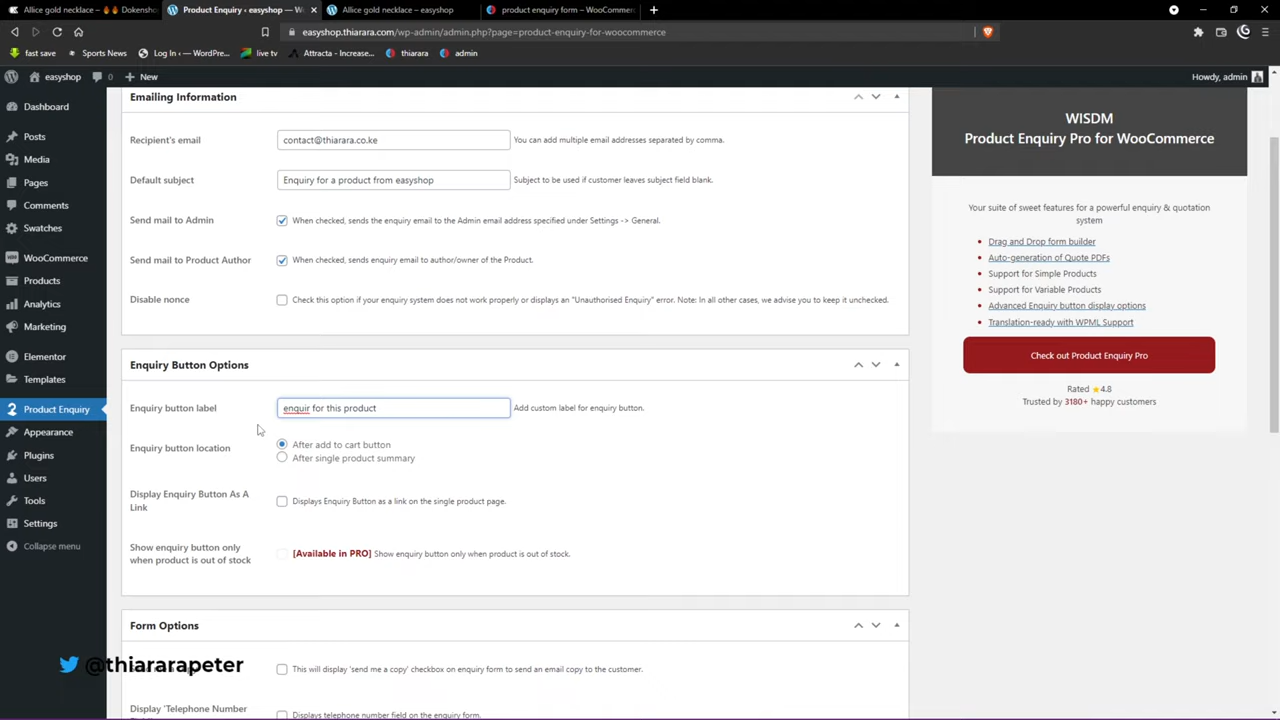 Allice gold necklace – 🔥🔥 Dokensho
Product Enquiry ‹ easyshop — Wo
Allice gold necklace – easyshop
product enquiry form – WooComm
easyshop.thiarara.com/wp-admin/admin.php?page=product-enquiry-for-woocommerce
fast save
Sports News
Log In ‹ — WordPre...
live tv
Attracta - Increase...
thiarara
admin
easyshop
0
New
Howdy, admin
Dashboard
Posts
Media
Pages
Comments
Swatches
WooCommerce
Products
Analytics
Marketing
Elementor
Templates
Product Enquiry
Appearance
Plugins
Users
Tools
Settings
Collapse menu
Emailing Information
Recipient's email
contact@thiarara.co.ke
You can add multiple email addresses separated by comma.
Default subject
Enquiry for a product from easyshop
Subject to be used if customer leaves subject field blank.
Send mail to Admin
When checked, sends the enquiry email to the Admin email address specified under Settings -> General.
Send mail to Product Author
When checked, sends enquiry email to author/owner of the Product.
Disable nonce
Check this option if your enquiry system does not work properly or displays an "Unauthorised Enquiry" error. Note: In all other cases, we advise you to keep it unchecked.
Enquiry Button Options
Enquiry button label
enquir for this product
Add custom label for enquiry button.
Enquiry button location
After add to cart button
After single product summary
Display Enquiry Button As A
Link
Displays Enquiry Button as a link on the single product page.
Show enquiry button only
when product is out of stock
[Available in PRO] Show enquiry button only when product is out of stock.
Form Options
This will display 'send me a copy' checkbox on enquiry form to send an email copy to the customer.
Display 'Telephone Number
Displays telephone number field on the enquiry form.
@thiararapeter
WISDM
Product Enquiry Pro for WooCommerce
Your suite of sweet features for a powerful enquiry & quotation
system
Drag and Drop form builder
Auto-generation of Quote PDFs
Support for Simple Products
Support for Variable Products
Advanced Enquiry button display options
Translation-ready with WPML Support
Check out Product Enquiry Pro
Rated ⭐4.8
Trusted by 3180+ happy customers